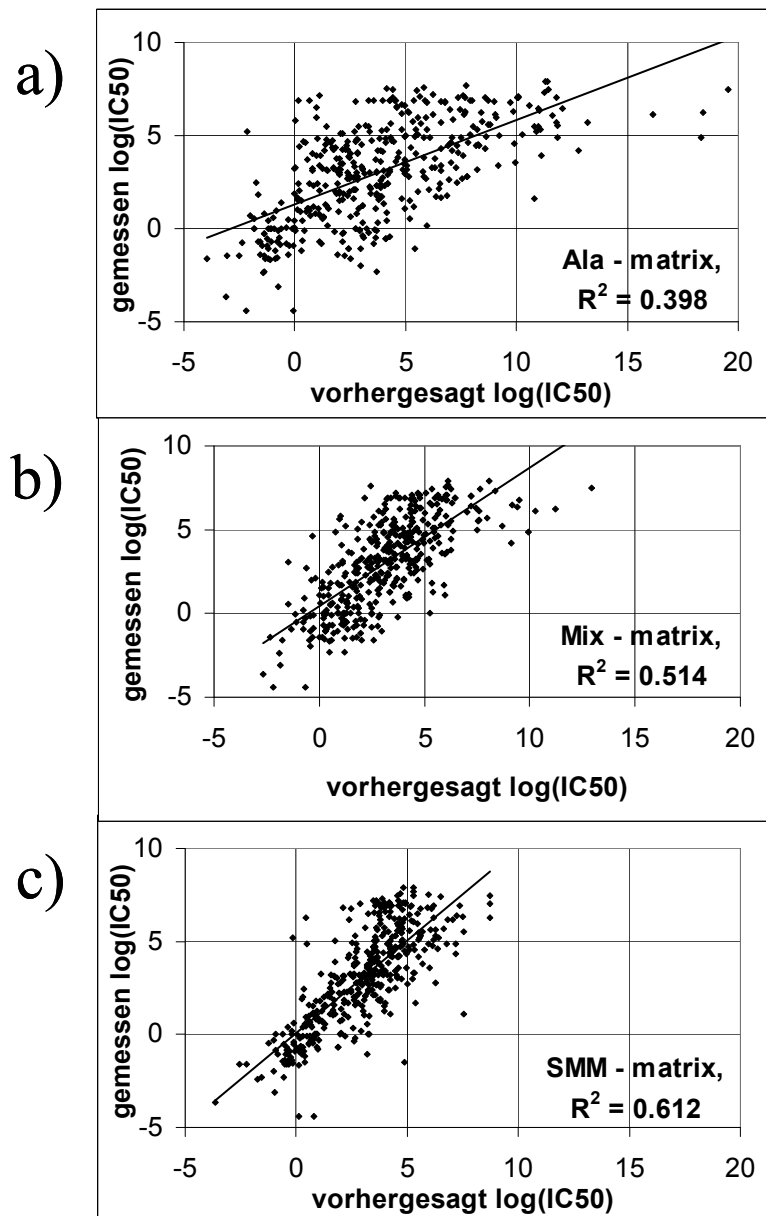 a)
10
5
0
-5
gemessen log(IC50)
Ala - matrix,
R² = 0.398
-5 0 5 10 15 20
vorhergesagt log(IC50)
b)
10
5
0
-5
gemessen log(IC50)
Mix - matrix,
R² = 0.514
-5 0 5 10 15 20
vorhergesagt log(IC50)
c)
10
5
0
-5
gemessen log(IC50)
SMM - matrix,
R² = 0.612
-5 0 5 10 15 20
vorhergesagt log(IC50)